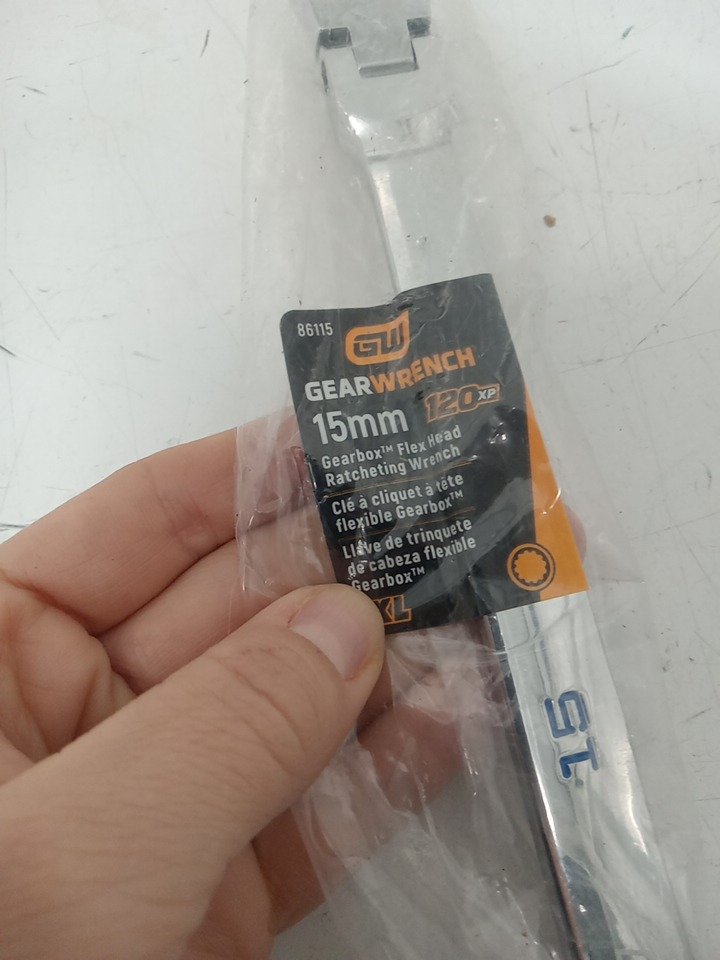 86115
GW
GEARWRENCH
15mm 120XP
Gearbox™ Flex Head
Ratcheting Wrench
Clé à cliquet à tête
flexible Gearbox™
Llave de trinquete
de cabeza flexible
Gearbox™
XL
15